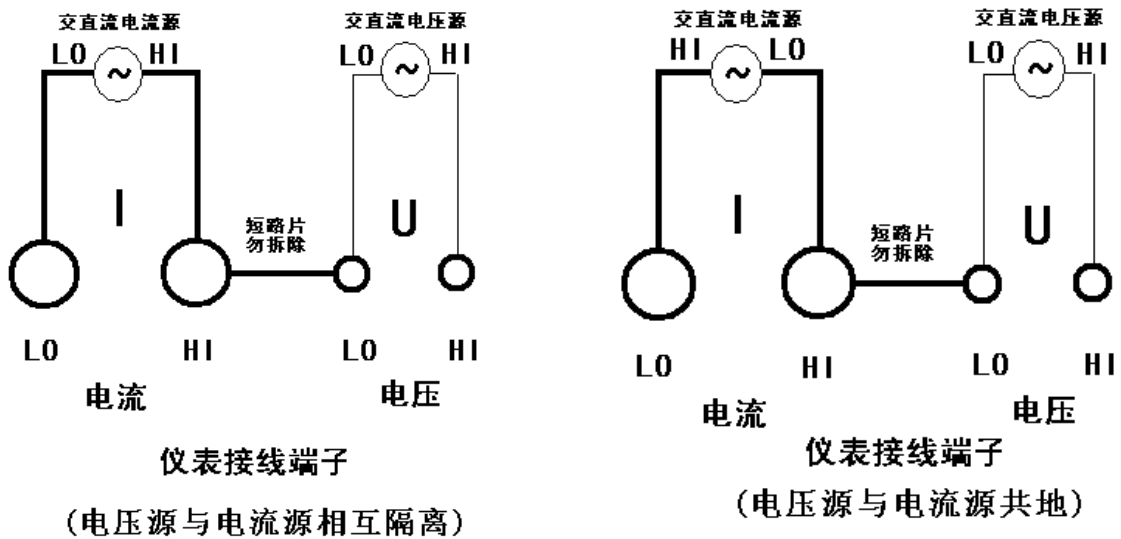 交直流电流源
LO HI
交直流电压源
LO HI
I
短路片
勿拆除
U
LO HI LO HI
电流 电压
仪表接线端子
(电压源与电流源相互隔离)
交直流电流源
HI LO
交直流电压源
LO HI
I
短路片
勿拆除
U
LO HI LO HI
电流 电压
仪表接线端子
(电压源与电流源共地)